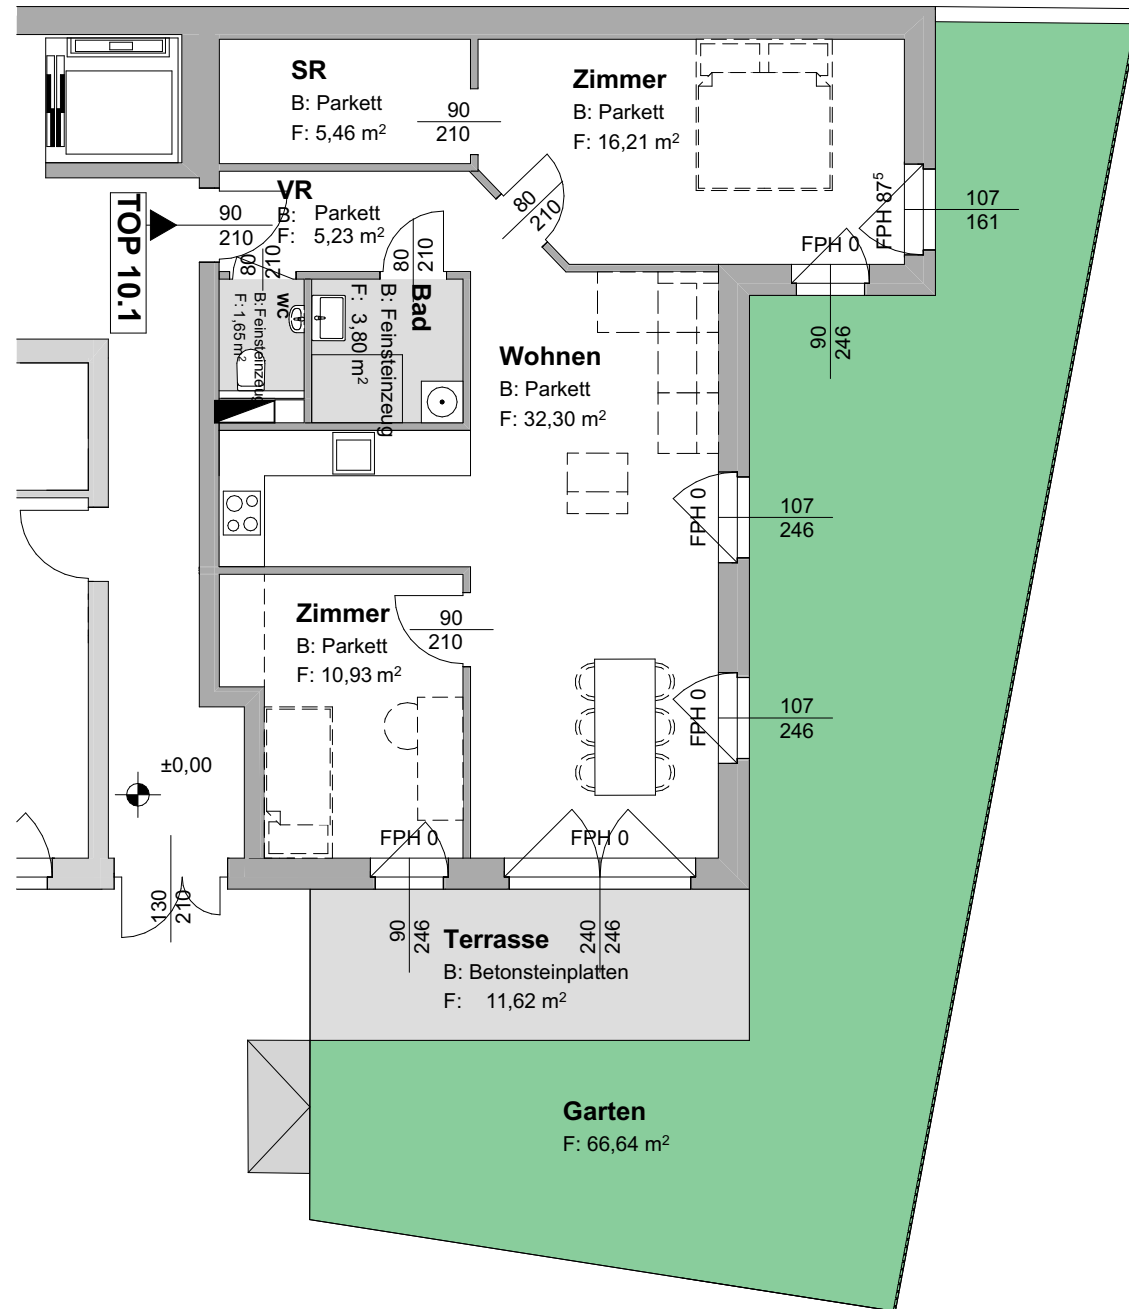 SR
B: Parkett
F: 5,46 m²
90
210
Zimmer
B: Parkett
F: 16,21 m²
80
210
FPH 87⁵
107
161
FPH 0
90
246
TOP 10.1
90
210
VR
B: Parkett
F: 5,23 m²
80
210
80
210
WC
B:Feinsteinzeug
F: 1,65 m²
Bad
B: Feinsteinzeug
F: 3,80 m²
Wohnen
B: Parkett
F: 32,30 m²
FPH 0
107
246
Zimmer
B: Parkett
F: 10,93 m²
90
210
FPH 0
107
246
±0,00
FPH 0
FPH 0
130
210
90
246
240
246
Terrasse
B: Betonsteinplatten
F: 11,62 m²
Garten
F: 66,64 m²